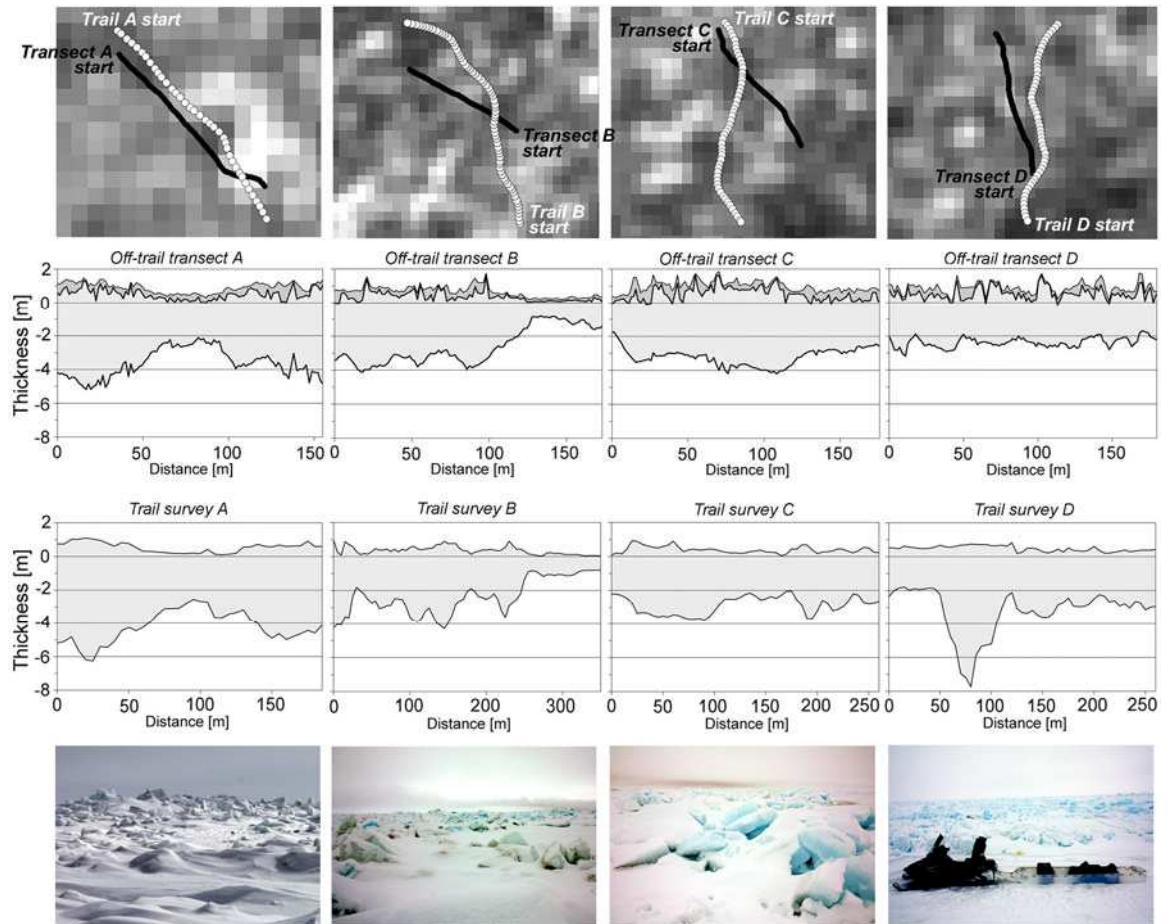 Trail A start
Transect A
start
Transect B
start
Trail B
start
Transect C
start
Trail C start
Transect D
start
Trail D start
Off-trail transect A
Off-trail transect B
Off-trail transect C
Off-trail transect D
Thickness [m]
2
0
-2
-4
-6
-8
0 50 100 150
0 50 100 150
0 50 100 150
0 50 100 150
Distance [m]
Distance [m]
Distance [m]
Distance [m]
Trail survey A
Trail survey B
Trail survey C
Trail survey D
Thickness [m]
2
0
-2
-4
-6
-8
0 50 100 150
0 100 200 300
0 50 100 150 200 250
0 50 100 150 200 250
Distance [m]
Distance [m]
Distance [m]
Distance [m]